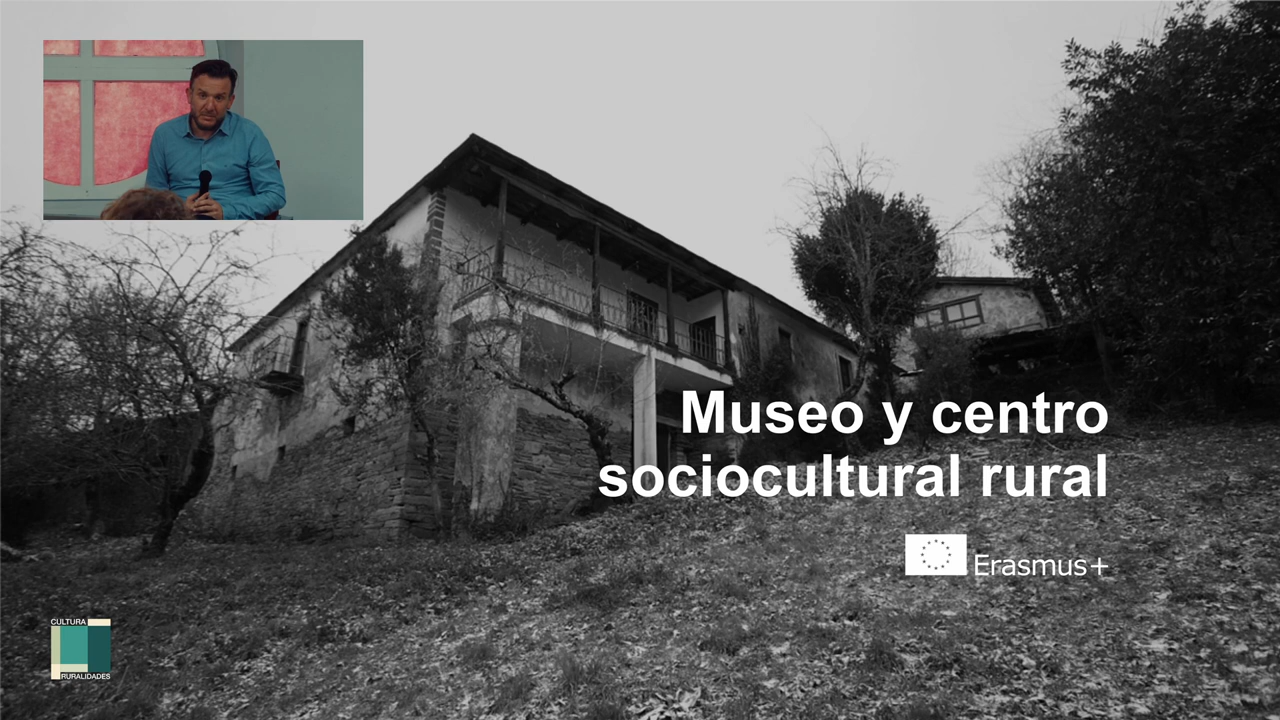 Museo y centro
sociocultural rural
Erasmus+
CULTURA
RURALIDADES